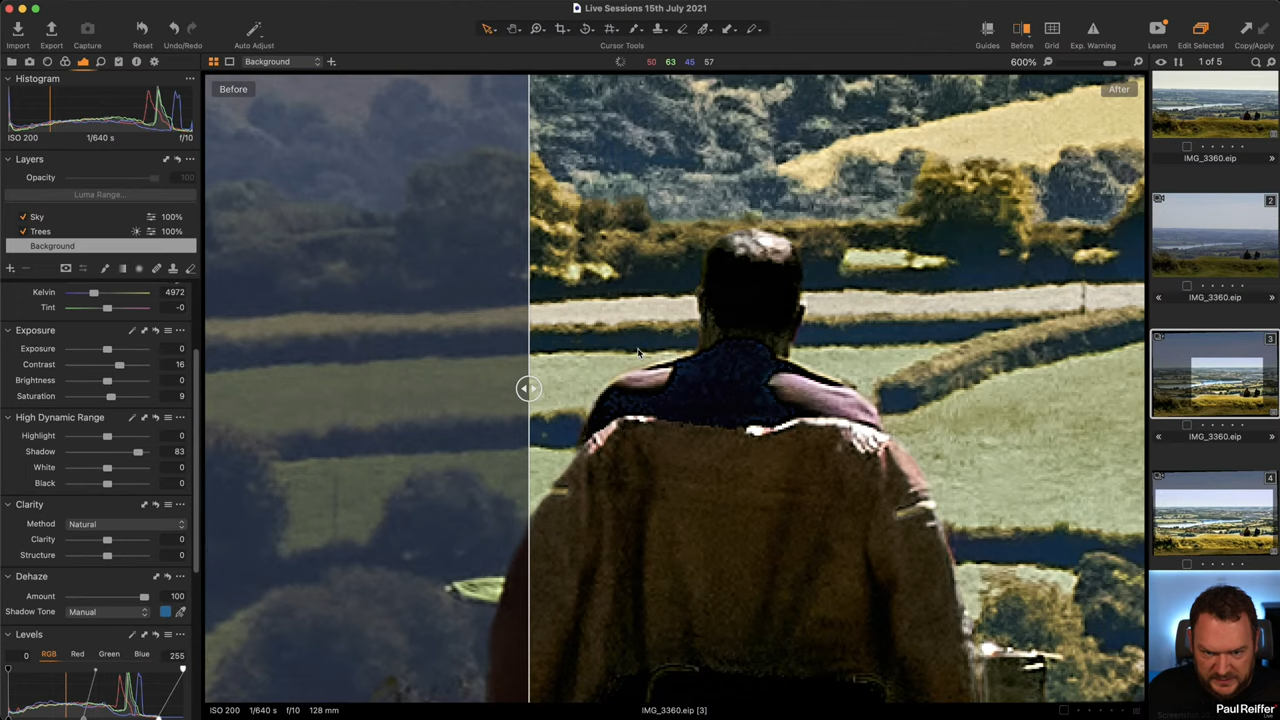 Live Sessions 15th July 2021
Import Export Capture Reset Undo/Redo Auto Adjust Cursor Tools Guides Before Grid Exp. Warning Learn Edit Selected Copy/Apply
Background
50 63 45 57
600%
1 of 5
Histogram
ISO 200 1/640 s f/10
Layers
Opacity 100
Luma Range...
Sky 100%
Trees 100%
Background
Kelvin 4972
Tint -0
Exposure
Exposure 0
Contrast 16
Brightness 0
Saturation 9
High Dynamic Range
Highlight 0
Shadow 83
White 0
Black 0
Clarity
Method Natural
Clarity 0
Structure 0
Dehaze
Amount 100
Shadow Tone Manual
Levels
0 RGB Red Green Blue 255
Before
After
ISO 200 1/640 s f/10 128 mm
IMG_3360.eip [3]
IMG_3360.eip
2
IMG_3360.eip
3
IMG_3360.eip
4
Paul Reiffer
Live